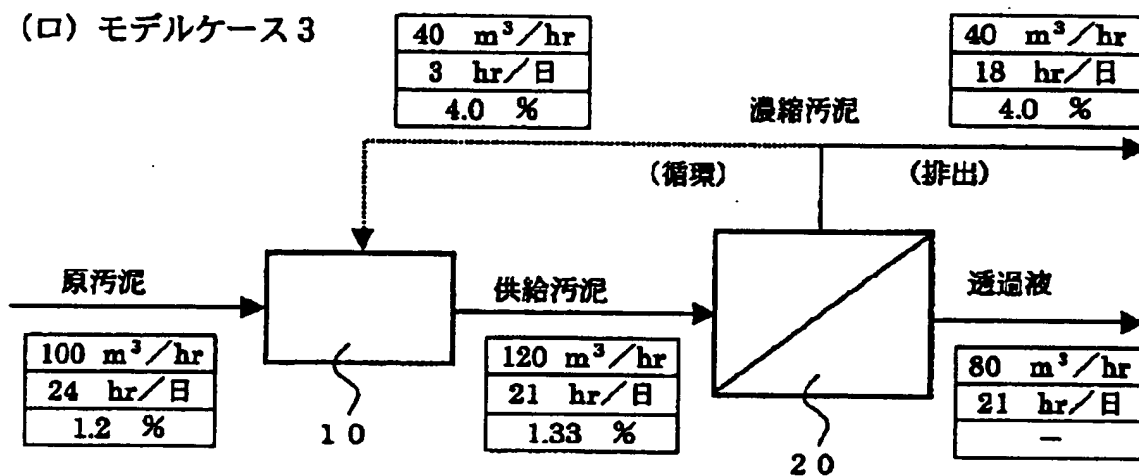 (ロ) モデルケース3
40 m³/hr
3 hr/日
4.0 %
40 m³/hr
18 hr/日
4.0 %
濃縮汚泥
(循環)
(排出)
原汚泥
供給汚泥
透過液
100 m³/hr
24 hr/日
1.2 %
10
120 m³/hr
21 hr/日
1.33 %
20
80 m³/hr
21 hr/日
−